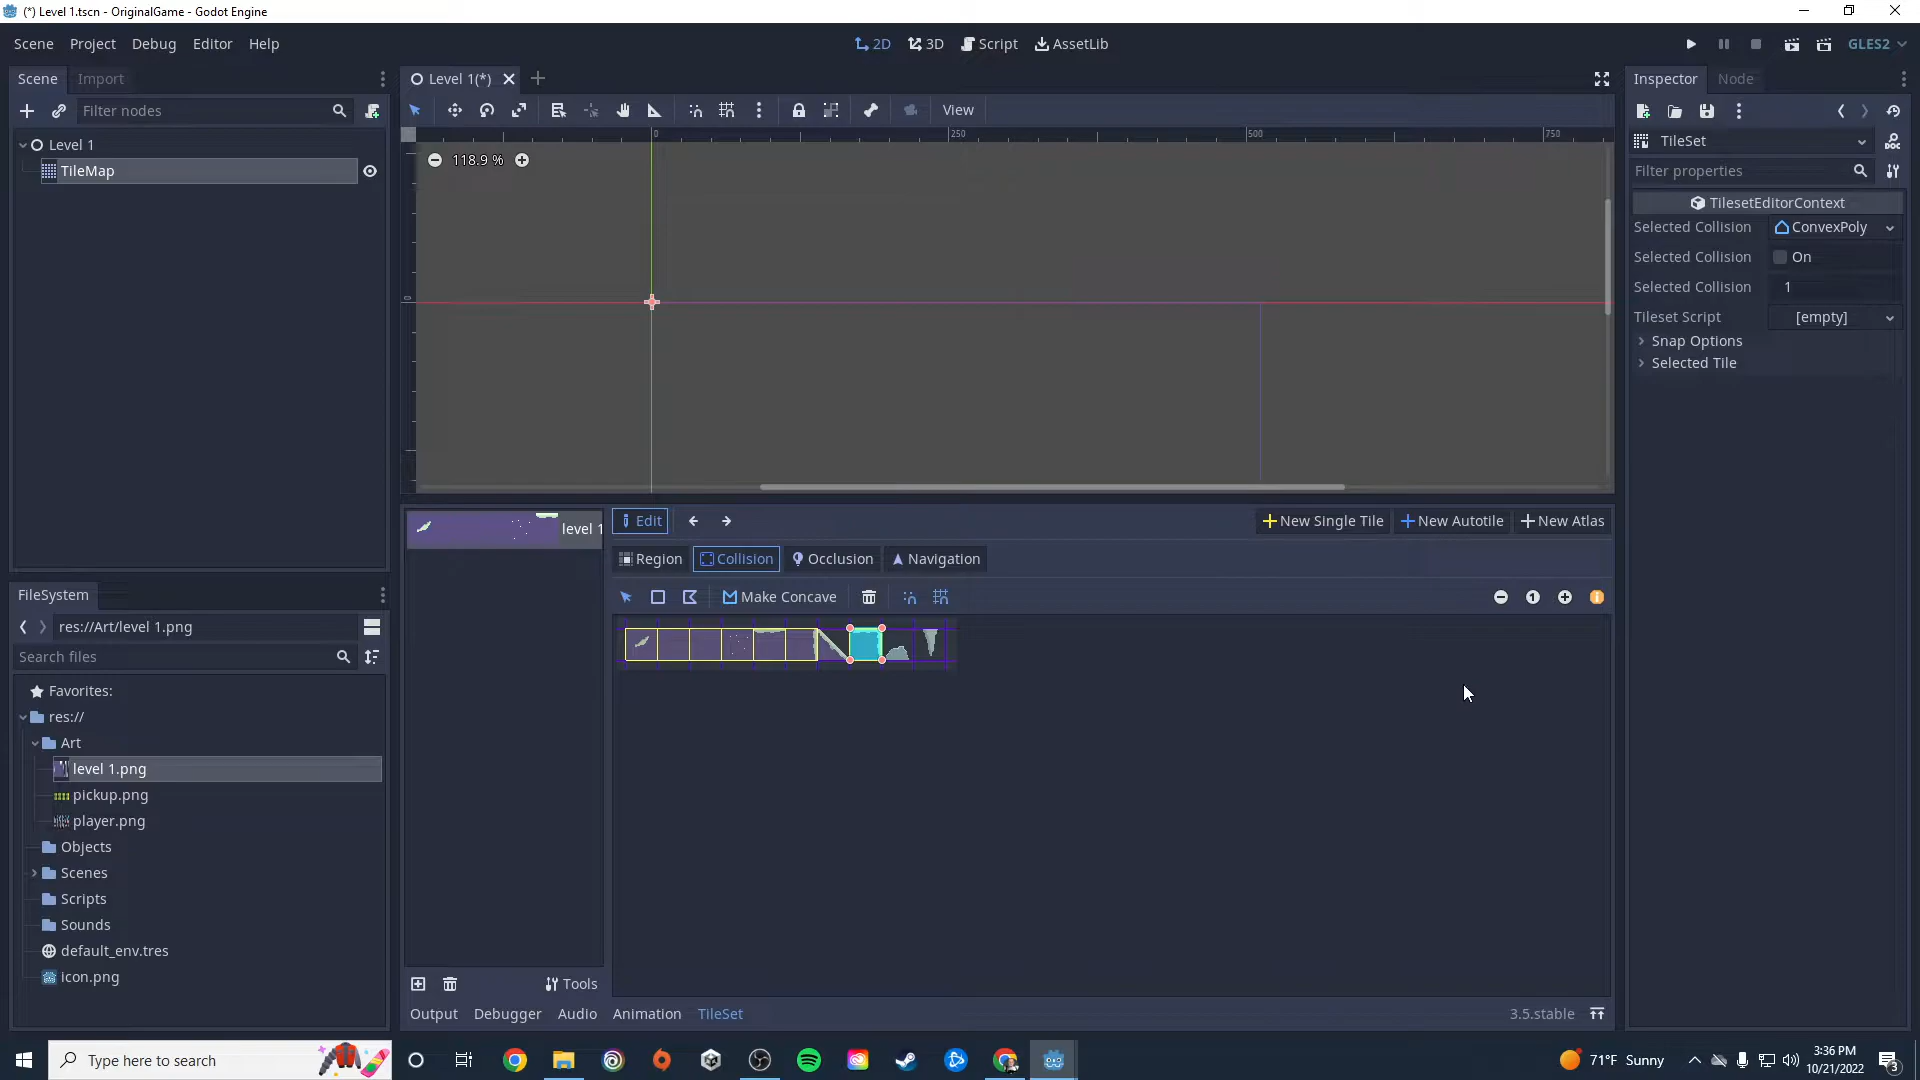 (*) Level 1.tscn - OriginalGame - Godot Engine
Scene Project Debug Editor Help
2D 3D Script AssetLib
GLES2
Scene Import
Level 1(*)
Inspector Node
Filter nodes
View
0 250 500 750
0
118.9 %
Level 1
TileMap
TileSet
Filter properties
TilesetEditorContext
Selected Collision ConvexPoly
Selected Collision On
Selected Collision 1
Tileset Script [empty]
Snap Options
Selected Tile
level 1
Edit
New Single Tile New Autotile New Atlas
Region Collision Occlusion Navigation
Make Concave
FileSystem
res://Art/level 1.png
Search files
Favorites:
res://
Art
level 1.png
pickup.png
player.png
Objects
Scenes
Scripts
Sounds
default_env.tres
icon.png
Tools
Output Debugger Audio Animation TileSet
3.5.stable
Type here to search
71°F Sunny
3:36 PM
10/21/2022
3